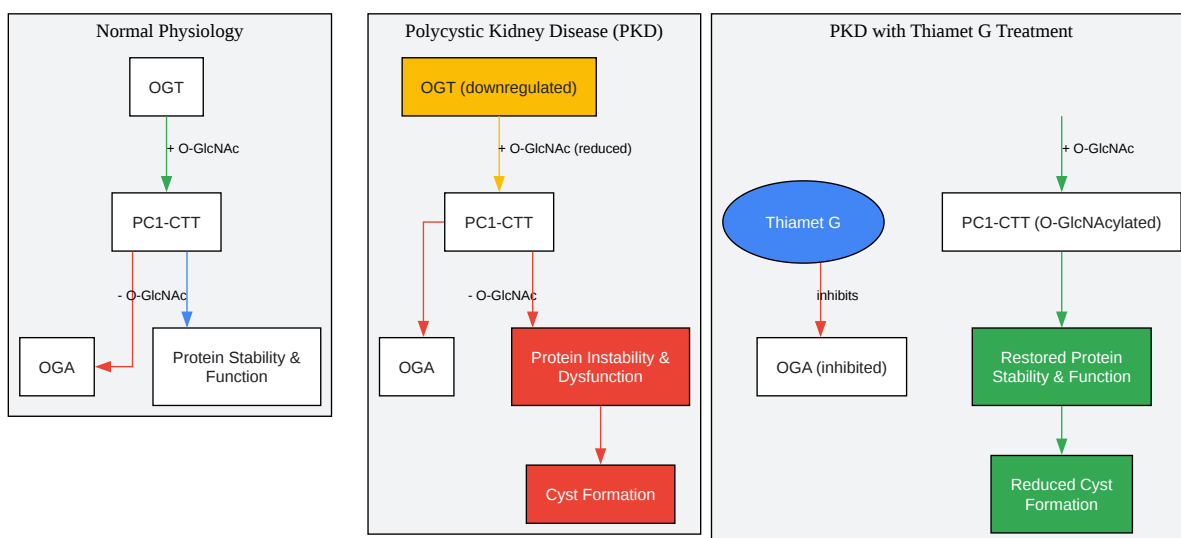 Normal Physiology
OGT
+ O-GlcNAc
PC1-CTT
- O-GlcNAc
OGA
Protein Stability &
Function
Polycystic Kidney Disease (PKD)
OGT (downregulated)
+ O-GlcNAc (reduced)
PC1-CTT
- O-GlcNAc
OGA
Protein Instability &
Dysfunction
Cyst Formation
PKD with Thiamet G Treatment
+ O-GlcNAc
Thiamet G
PC1-CTT (O-GlcNAcylated)
inhibits
OGA (inhibited)
Restored Protein
Stability & Function
Reduced Cyst
Formation